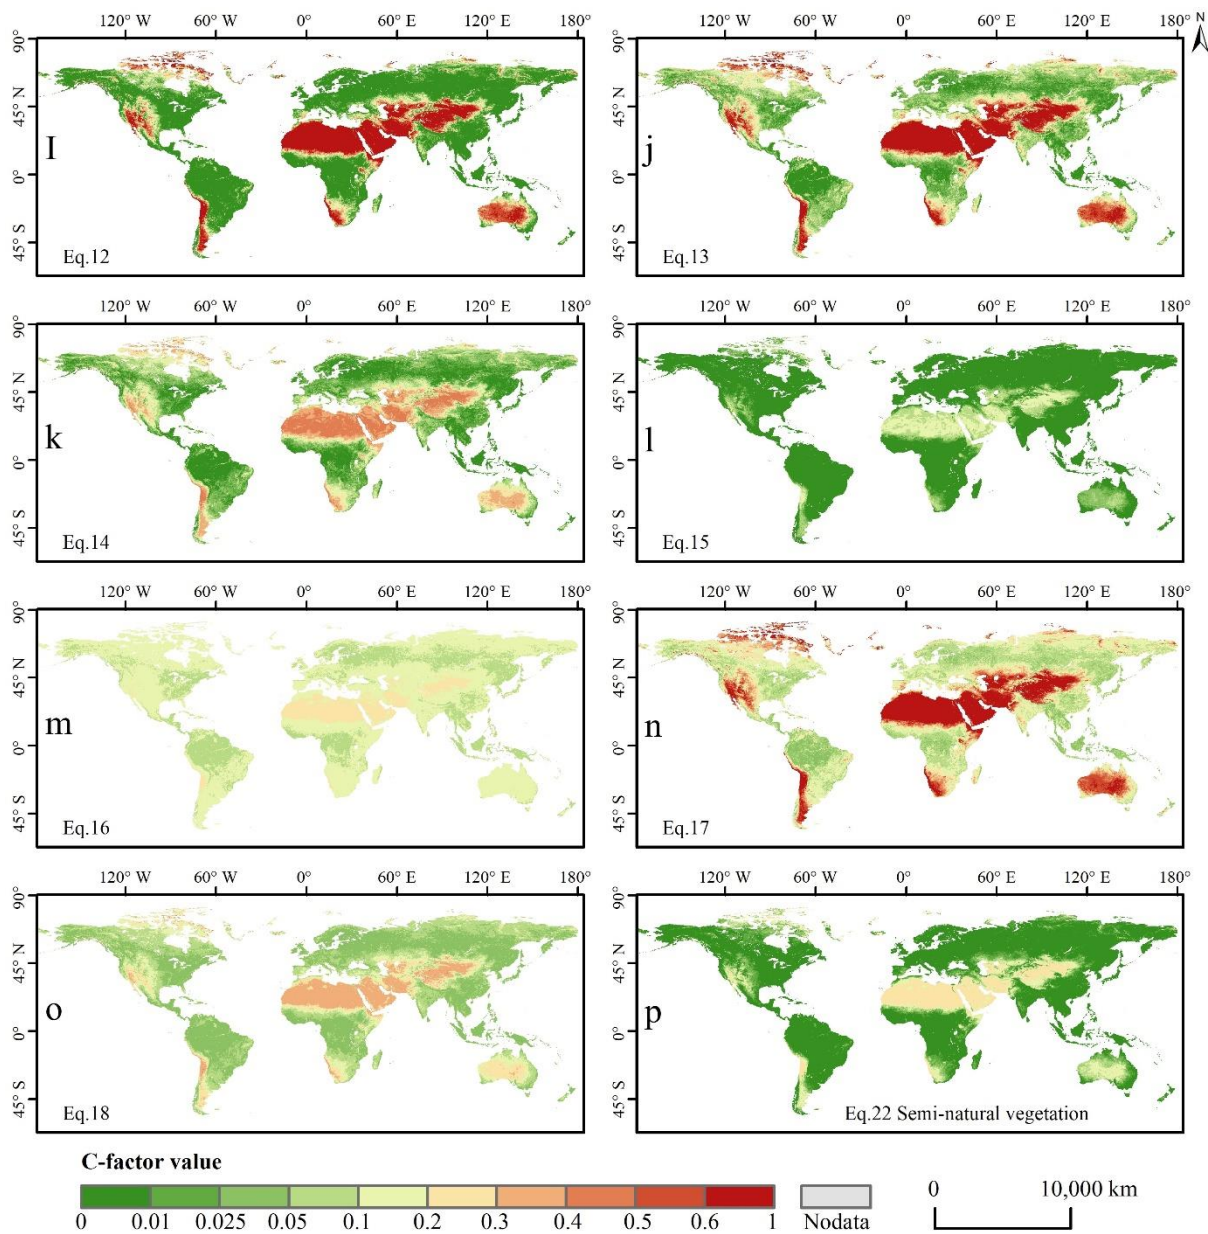 120° W 60° W 0° 60° E 120° E 180°
120° W 60° W 0° 60° E 120° E 180°
N
90°
45° N
0°
45° S
I
Eq.12
90°
45° N
0°
45° S
j
Eq.13
120° W 60° W 0° 60° E 120° E 180°
120° W 60° W 0° 60° E 120° E 180°
90°
45° N
0°
45° S
k
Eq.14
90°
45° N
0°
45° S
l
Eq.15
120° W 60° W 0° 60° E 120° E 180°
120° W 60° W 0° 60° E 120° E 180°
90°
45° N
0°
45° S
m
Eq.16
90°
45° N
0°
45° S
n
Eq.17
120° W 60° W 0° 60° E 120° E 180°
120° W 60° W 0° 60° E 120° E 180°
90°
45° N
0°
45° S
o
Eq.18
90°
45° N
0°
45° S
p
Eq.22 Semi-natural vegetation
C-factor value
0 0.01 0.025 0.05 0.1 0.2 0.3 0.4 0.5 0.6 1
Nodata
0 10,000 km